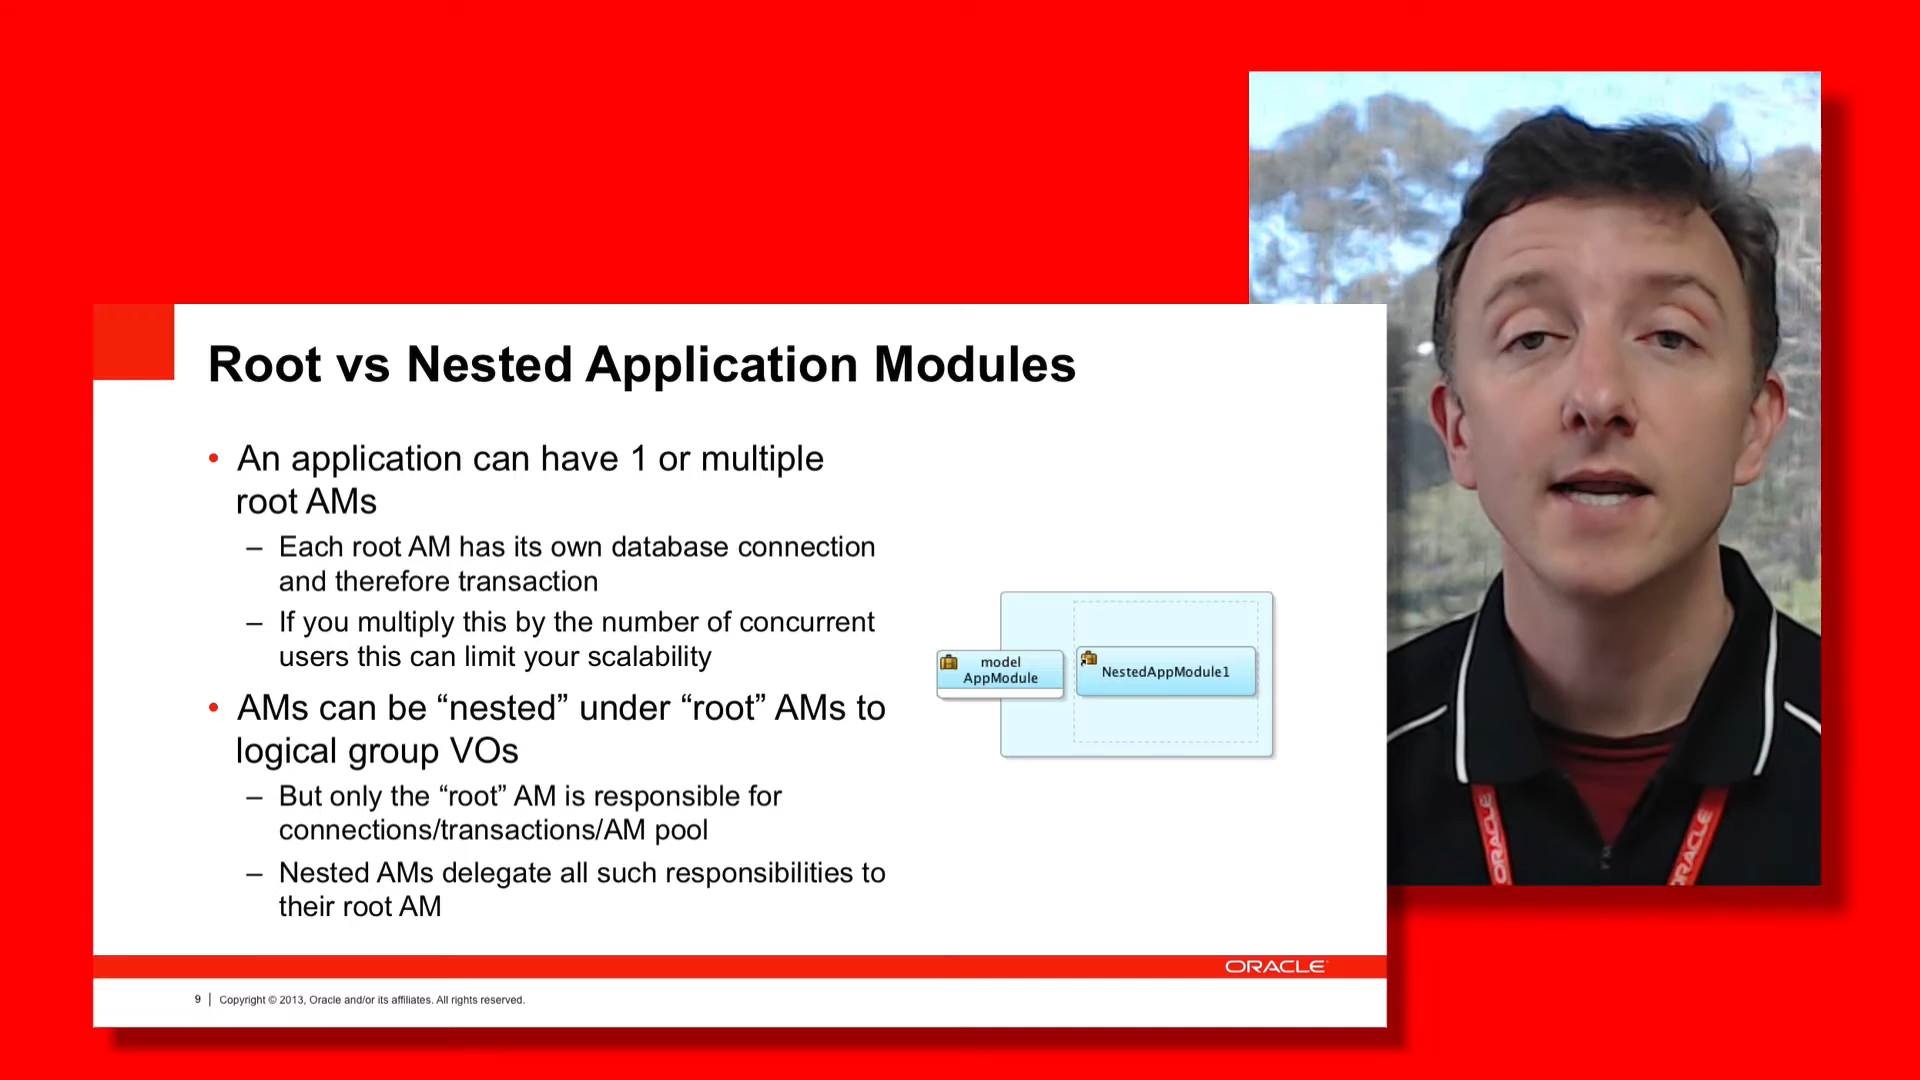 Root vs Nested Application Modules
• An application can have 1 or multiple
root AMs
– Each root AM has its own database connection
and therefore transaction
– If you multiply this by the number of concurrent
users this can limit your scalability
• AMs can be “nested” under “root” AMs to
logical group VOs
– But only the “root” AM is responsible for
connections/transactions/AM pool
– Nested AMs delegate all such responsibilities to
their root AM
model
AppModule
NestedAppModule1
ORACLE
9 | Copyright © 2013, Oracle and/or its affiliates. All rights reserved.
ORACLE
ORACLE